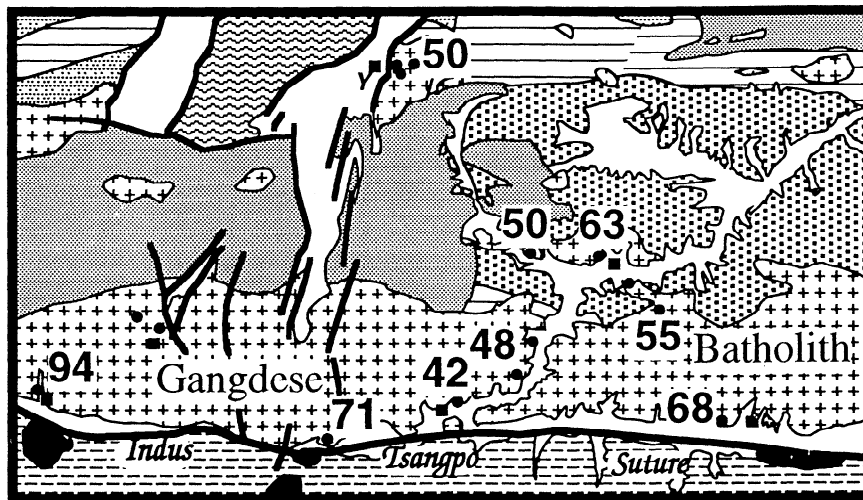 50
Y
50 63
48 55 Batholith
94 Gangdese 42
71 68
Indus Tsangpo Suture